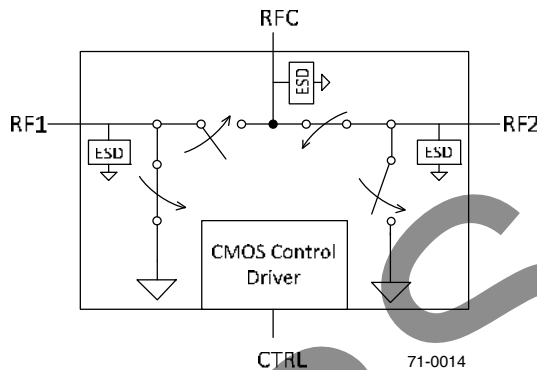 RFC
ESD
RF1
RF2
ESD
ESD
CMOS Control
Driver
CTRL
71-0014